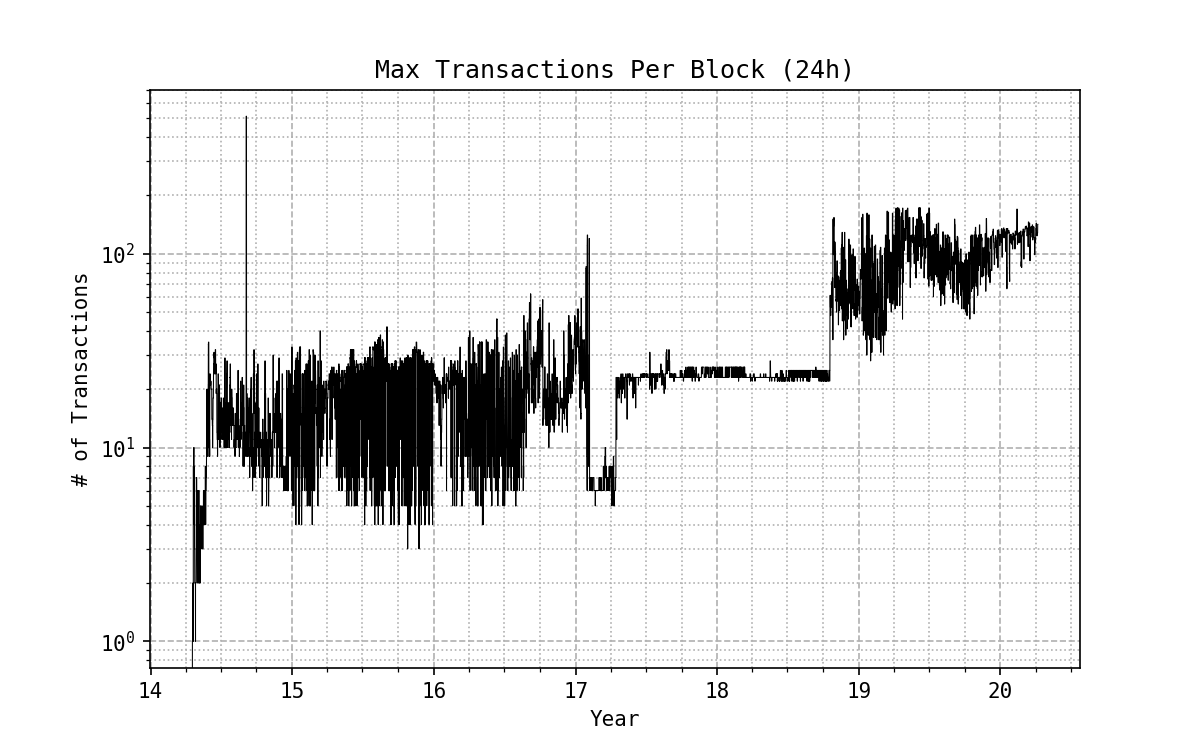 Max Transactions Per Block (24h)
# of Transactions
10²
10¹
10⁰
14 15 16 17 18 19 20
Year